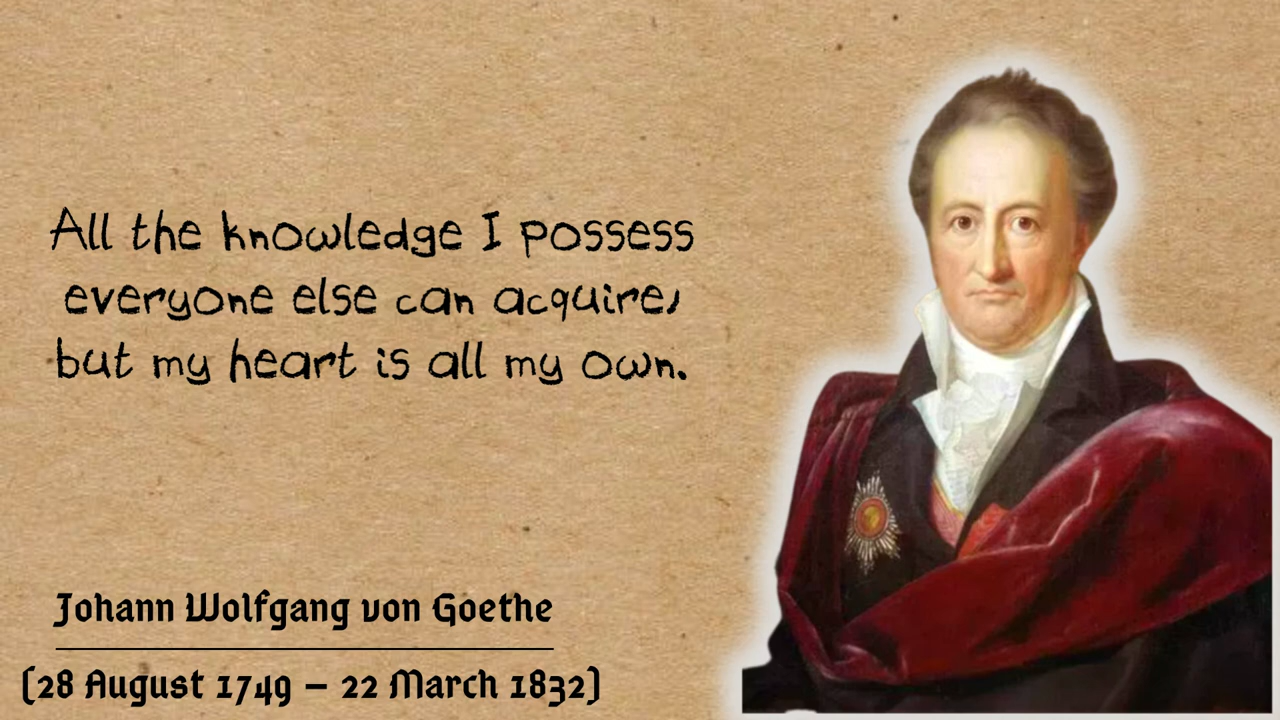 All the knowledge I possess
everyone else can acquire,
but my heart is all my own.
Johann Wolfgang von Goethe
(28 August 1749 – 22 March 1832)